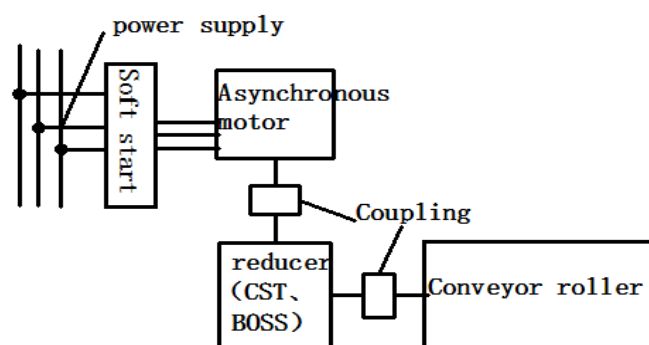 power supply
Soft start
Asynchronous
motor
Coupling
reducer
(CST、
BOSS)
Conveyor roller